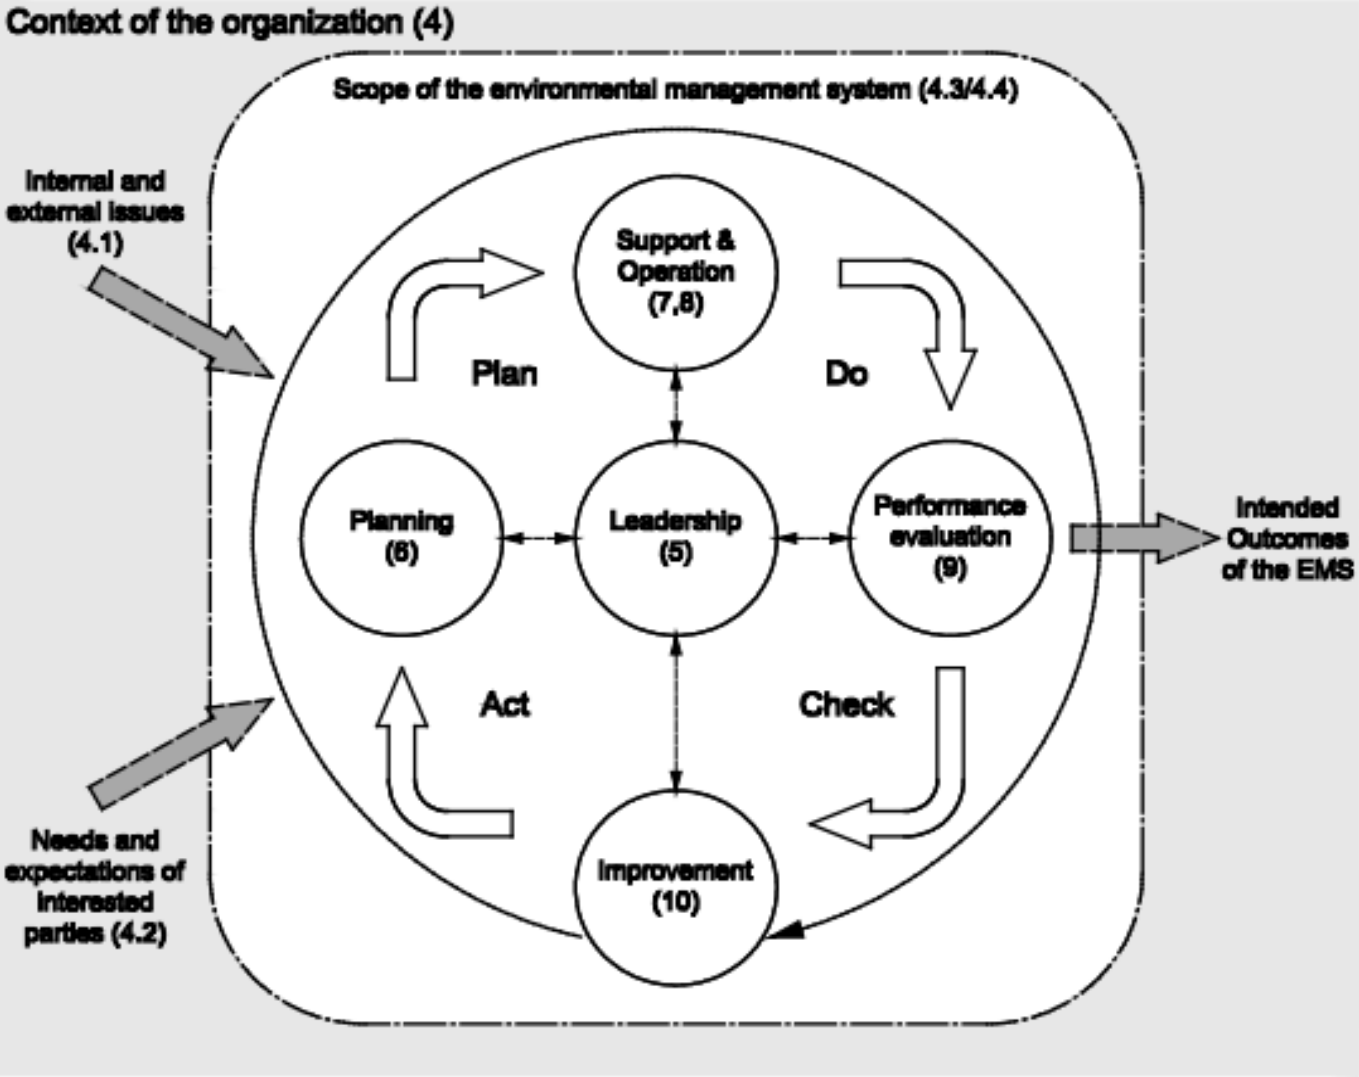 Context of the organization (4)
Scope of the environmental management system (4.3/4.4)
Internal and
external issues
(4.1)
Support &
Operation
(7,8)
Plan
Do
Planning
(6)
Leadership
(5)
Performance
evaluation
(9)
Intended
Outcomes
of the EMS
Act
Check
Needs and
expectations of
interested
parties (4.2)
Improvement
(10)